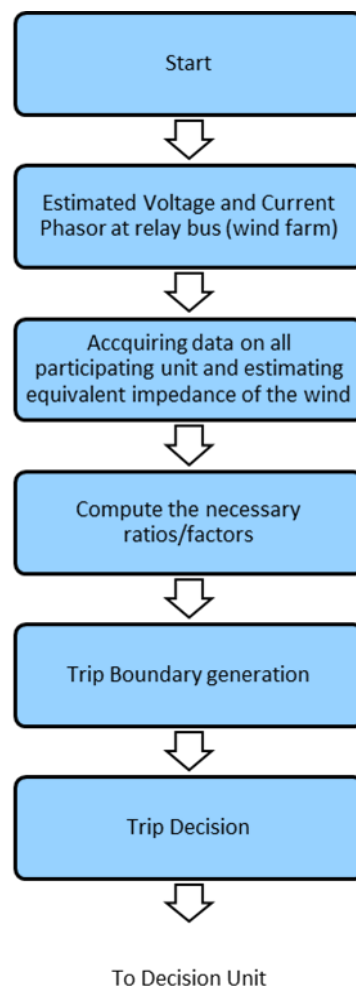 Start
Estimated Voltage and Current
Phasor at relay bus (wind farm)
Accquiring data on all
participating unit and estimating
equivalent impedance of the wind
Compute the necessary
ratios/factors
Trip Boundary generation
Trip Decision
To Decision Unit